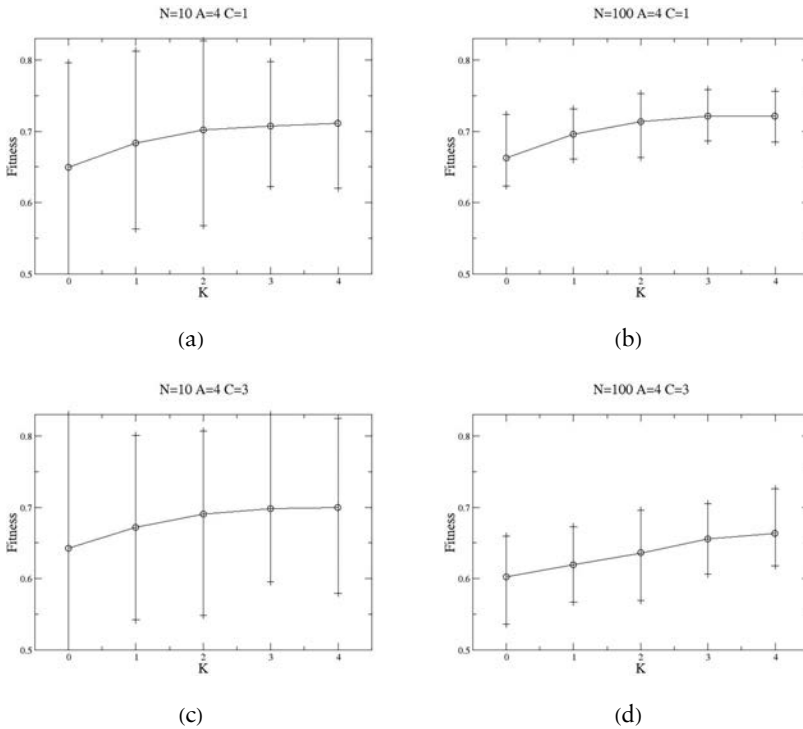 N=10 A=4 C=1
0.8
0.7
0.6
0.5
Fitness
0 1 2 3 4
K
(a)
N=100 A=4 C=1
0.8
0.7
0.6
0.5
Fitness
0 1 2 3 4
K
(b)
N=10 A=4 C=3
0.8
0.7
0.6
0.5
Fitness
0 1 2 3 4
K
(c)
N=100 A=4 C=3
0.8
0.7
0.6
0.5
Fitness
0 1 2 3 4
K
(d)